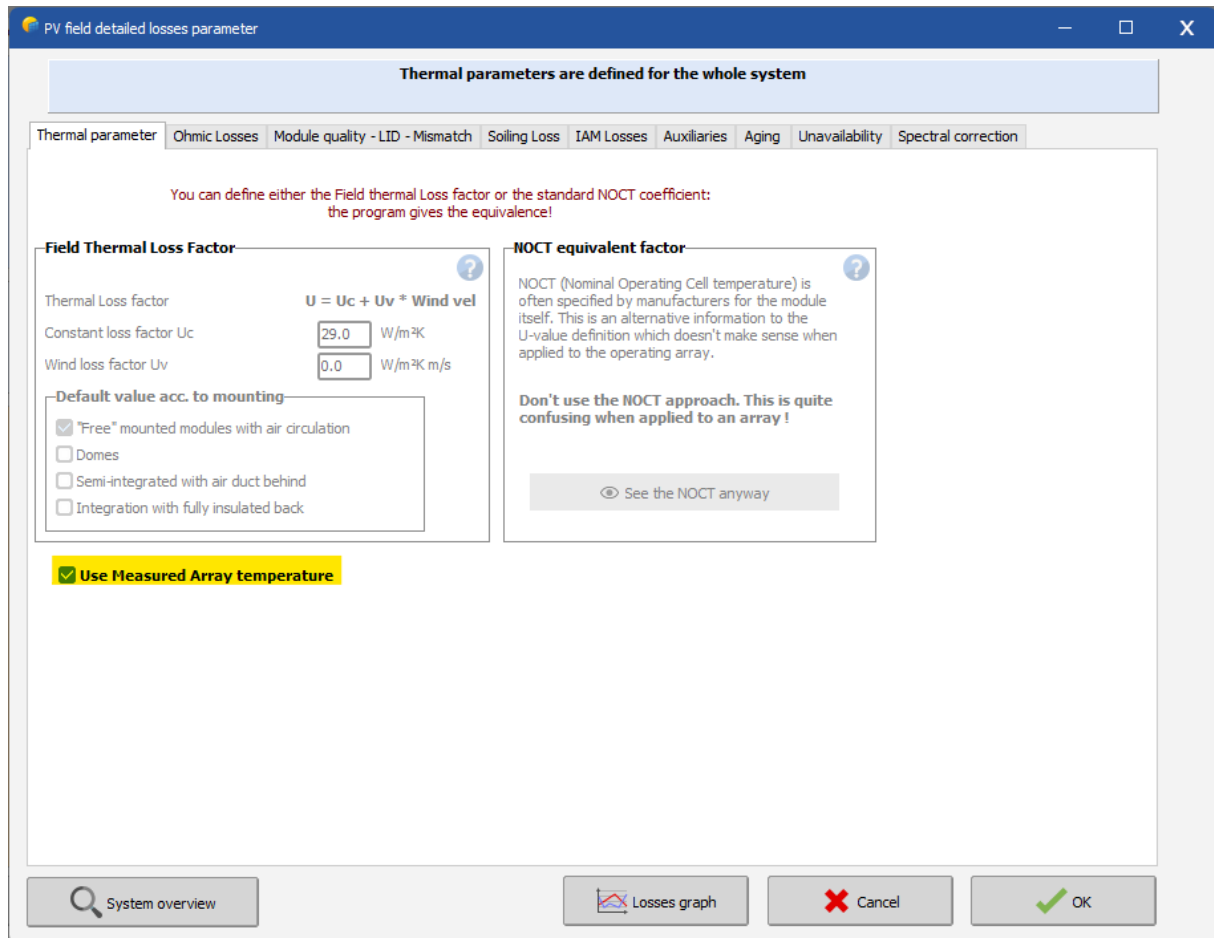 PV field detailed losses parameter
Thermal parameters are defined for the whole system
Thermal parameter Ohmic Losses Module quality - LID - Mismatch Soiling Loss IAM Losses Auxiliaries Aging Unavailability Spectral correction
You can define either the Field thermal Loss factor or the standard NOCT coefficient:
the program gives the equivalence!
Field Thermal Loss Factor
?
Thermal Loss factor U = Uc + Uv * Wind vel
Constant loss factor Uc 29.0 W/m²K
Wind loss factor Uv 0.0 W/m²K m/s
Default value acc. to mounting
"Free" mounted modules with air circulation
Domes
Semi-integrated with air duct behind
Integration with fully insulated back
NOCT equivalent factor
?
NOCT (Nominal Operating Cell temperature) is
often specified by manufacturers for the module
itself. This is an alternative information to the
U-value definition which doesn't make sense when
applied to the operating array.
Don't use the NOCT approach. This is quite
confusing when applied to an array !
See the NOCT anyway
Use Measured Array temperature
System overview
Losses graph
Cancel
OK